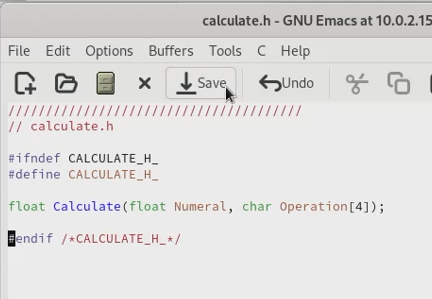 calculate.h - GNU Emacs at 10.0.2.15
File Edit Options Buffers Tools C Help
Save Undo
///////////////////////////////////////
// calculate.h
#ifndef CALCULATE_H_
#define CALCULATE_H_
float Calculate(float Numeral, char Operation[4]);
#endif /*CALCULATE_H_*/